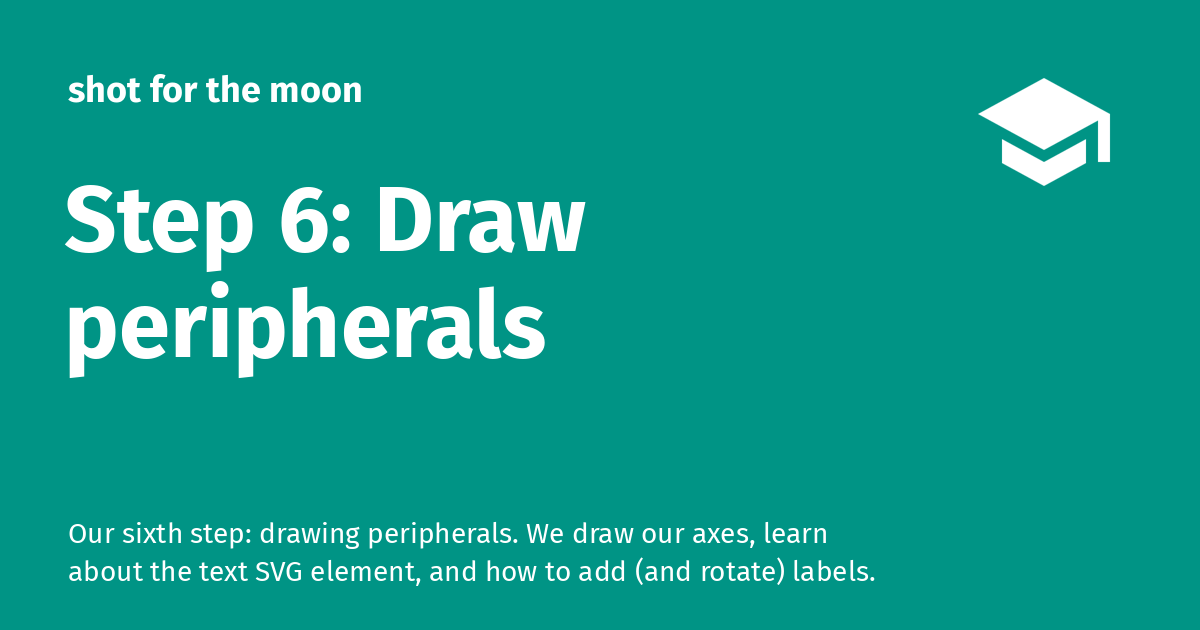 shot for the moon
Step 6: Draw
peripherals
Our sixth step: drawing peripherals. We draw our axes, learn
about the text SVG element, and how to add (and rotate) labels.